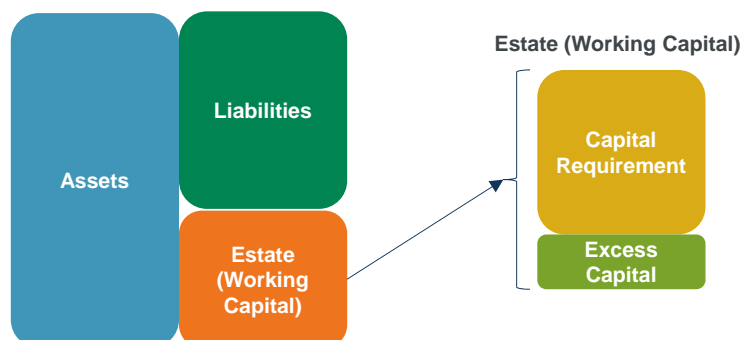 Assets
Liabilities
Estate
(Working
Capital)
Estate (Working Capital)
Capital
Requirement
Excess
Capital